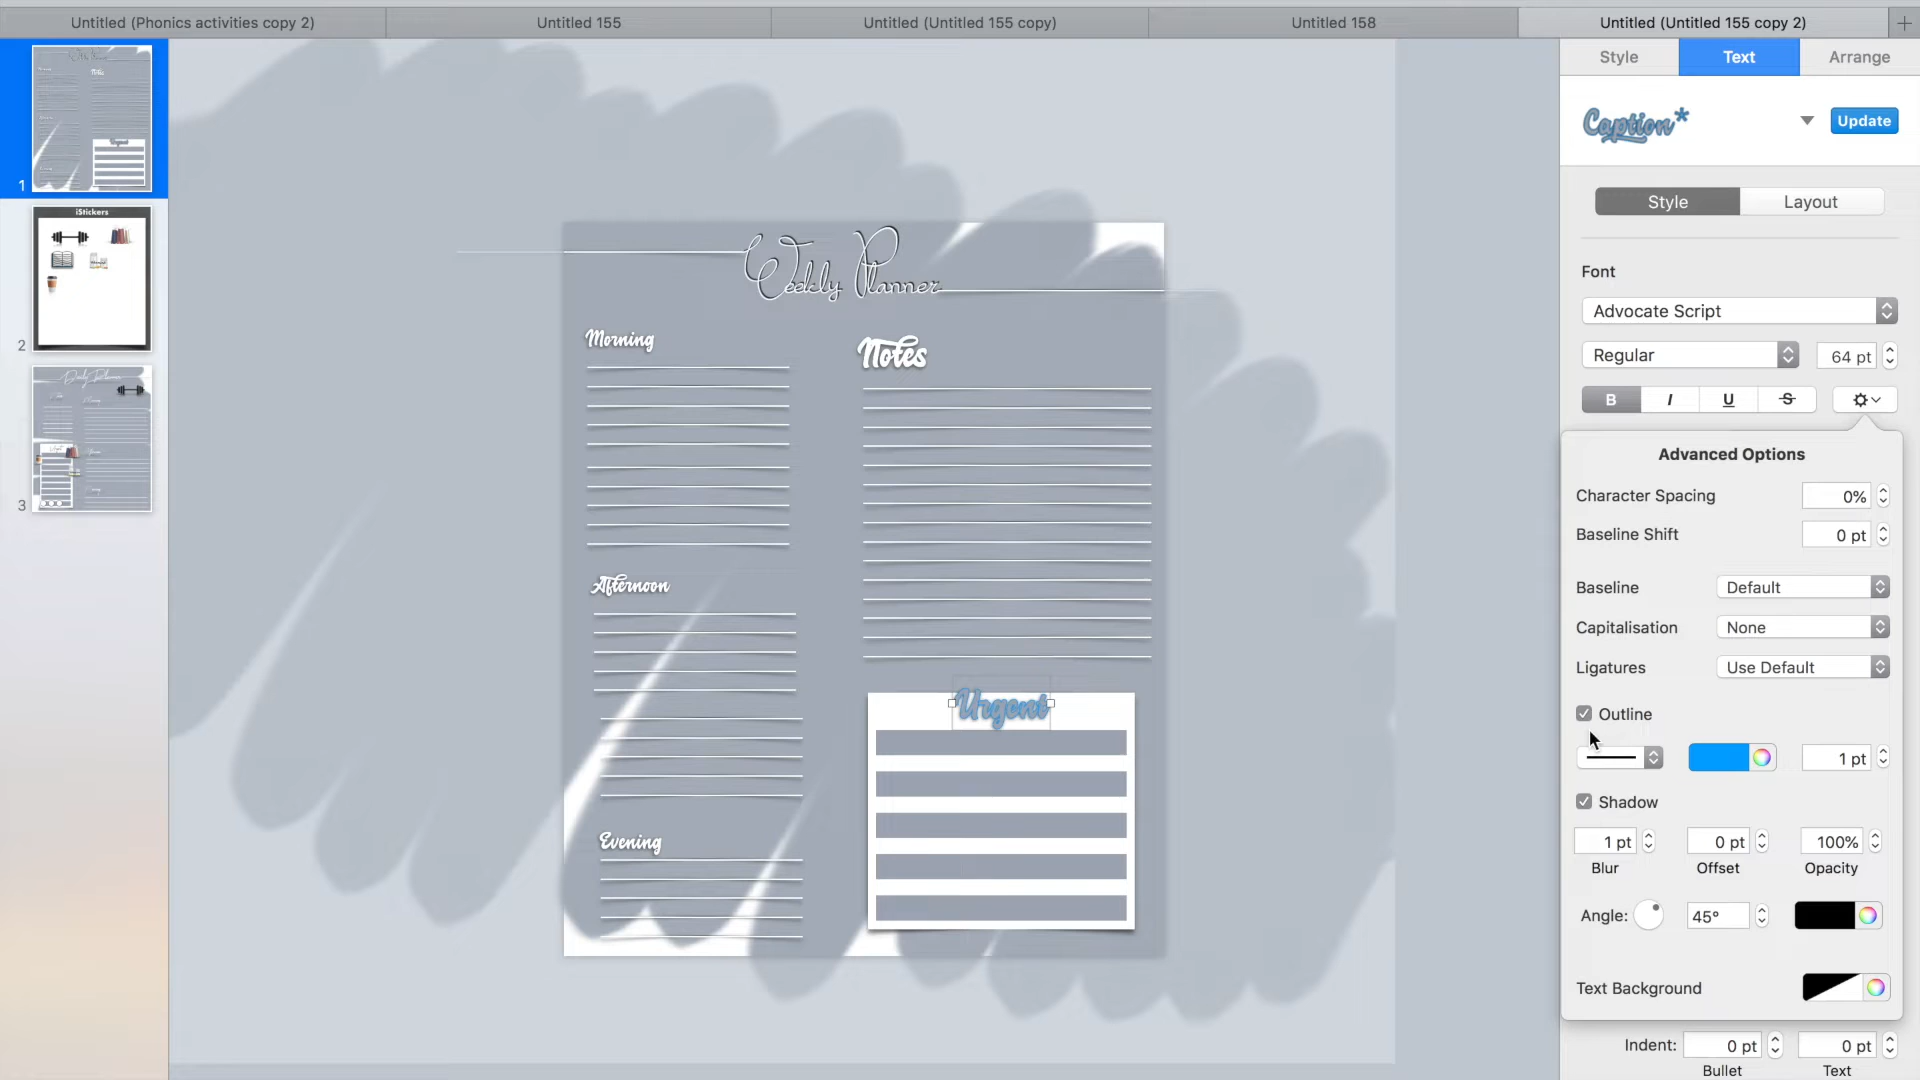 Untitled (Phonics activities copy 2)
Untitled 155
Untitled (Untitled 155 copy)
Untitled 158
Untitled (Untitled 155 copy 2)
Style
Text
Arrange
Caption*
Update
Style
Layout
Font
Advocate Script
Regular
64 pt
B
I
U
S
Advanced Options
Character Spacing
0%
Baseline Shift
0 pt
Baseline
Default
Capitalisation
None
Ligatures
Use Default
Outline
1 pt
Shadow
1 pt
0 pt
100%
Blur
Offset
Opacity
Angle:
45°
Text Background
Indent:
0 pt
0 pt
Bullet
Text
1
iStickers
2
Daily Planner
3
Weekly Planner
Morning
Notes
Afternoon
Evening
Urgent